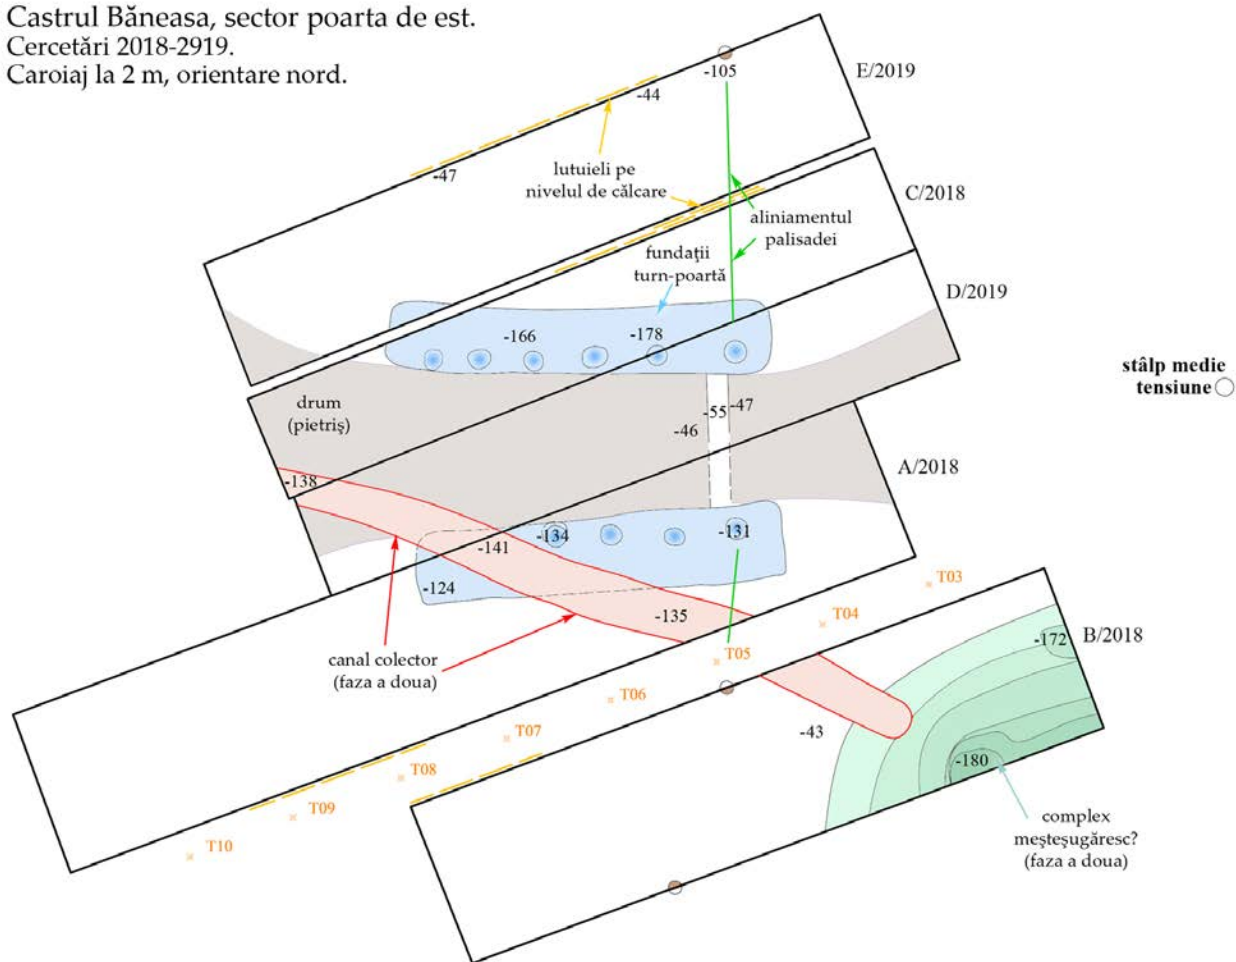 Castrul Băneasa, sector poarta de est.
Cercetări 2018-2919.
Caroiaj la 2 m, orientare nord.
-105
E/2019
-44
-47
lutuieli pe
nivelul de călcare
C/2018
aliniamentul
palisadei
fundaţii
turn-poartă
D/2019
-166
-178
stâlp medie
tensiune
drum
(pietriş)
-55
-47
-46
A/2018
-138
-134
-131
-141
-124
T03
-135
T04
B/2018
-172
canal colector
(faza a doua)
T05
T06
-43
T07
-180
T08
T09
complex
meşteşugăresc?
(faza a doua)
T10